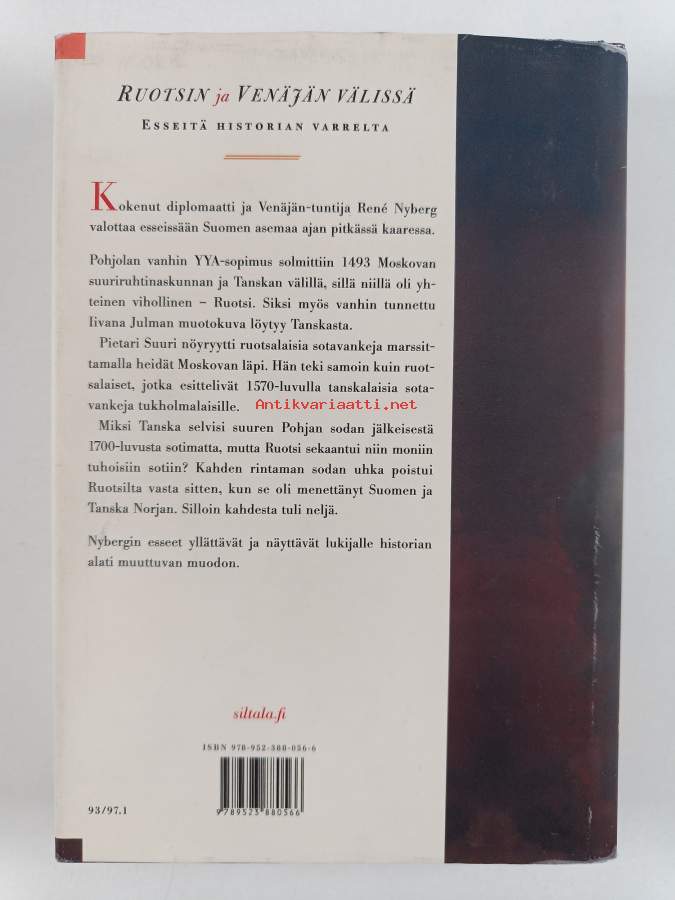 RUOTSIN ja VENÄJÄN VÄLISSÄ
ESSEITÄ HISTORIAN VARRELTA
Kokenut diplomaatti ja Venäjän-tuntija René Nyberg
valottaa esseissään Suomen asemaa ajan pitkässä kaaressa.
Pohjolan vanhin YYA-sopimus solmittiin 1493 Moskovan
suuriruhtinaskunnan ja Tanskan välillä, sillä niillä oli yh-
teinen vihollinen – Ruotsi. Siksi myös vanhin tunnettu
Iivana Julman muotokuva löytyy Tanskasta.
Pietari Suuri nöyryytti ruotsalaisia sotavankeja marssit-
tamalla heidät Moskovan läpi. Hän teki samoin kuin ruot-
salaiset, jotka esittelivät 1570-luvulla tanskalaisia sota-
vankeja tukholmalaisille.
Antikvariaatti.net
Miksi Tanska selvisi suuren Pohjan sodan jälkeisestä
1700-luvusta sotimatta, mutta Ruotsi sekaantui niin moniin
tuhoisiin sotiin? Kahden rintaman sodan uhka poistui
Ruotsilta vasta sitten, kun se oli menettänyt Suomen ja
Tanska Norjan. Silloin kahdesta tuli neljä.
Nybergin esseet yllättävät ja näyttävät lukijalle historian
alati muuttuvan muodon.
siltala.fi
ISBN 978-952-388-056-6
93/97.1
9789523880566